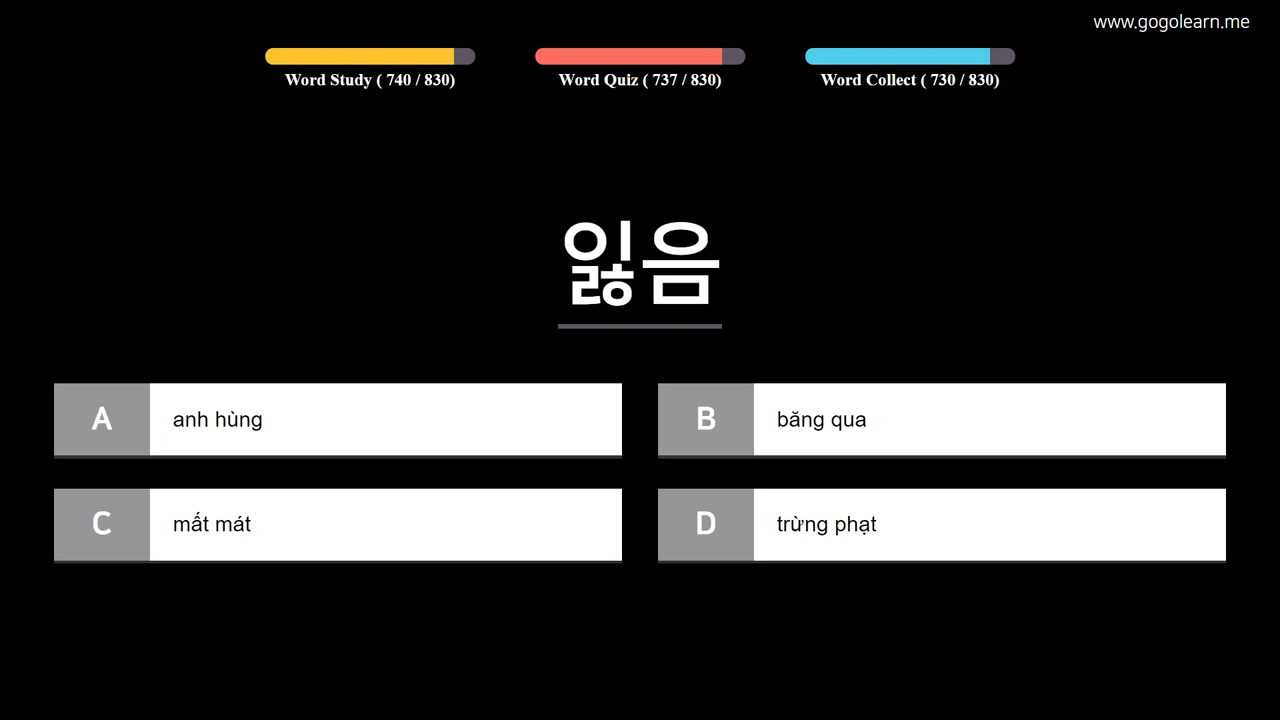 www.gogolearn.me
Word Study ( 740 / 830)
Word Quiz ( 737 / 830)
Word Collect ( 730 / 830)
잃음
A
anh hùng
B
băng qua
C
mất mát
D
trừng phạt